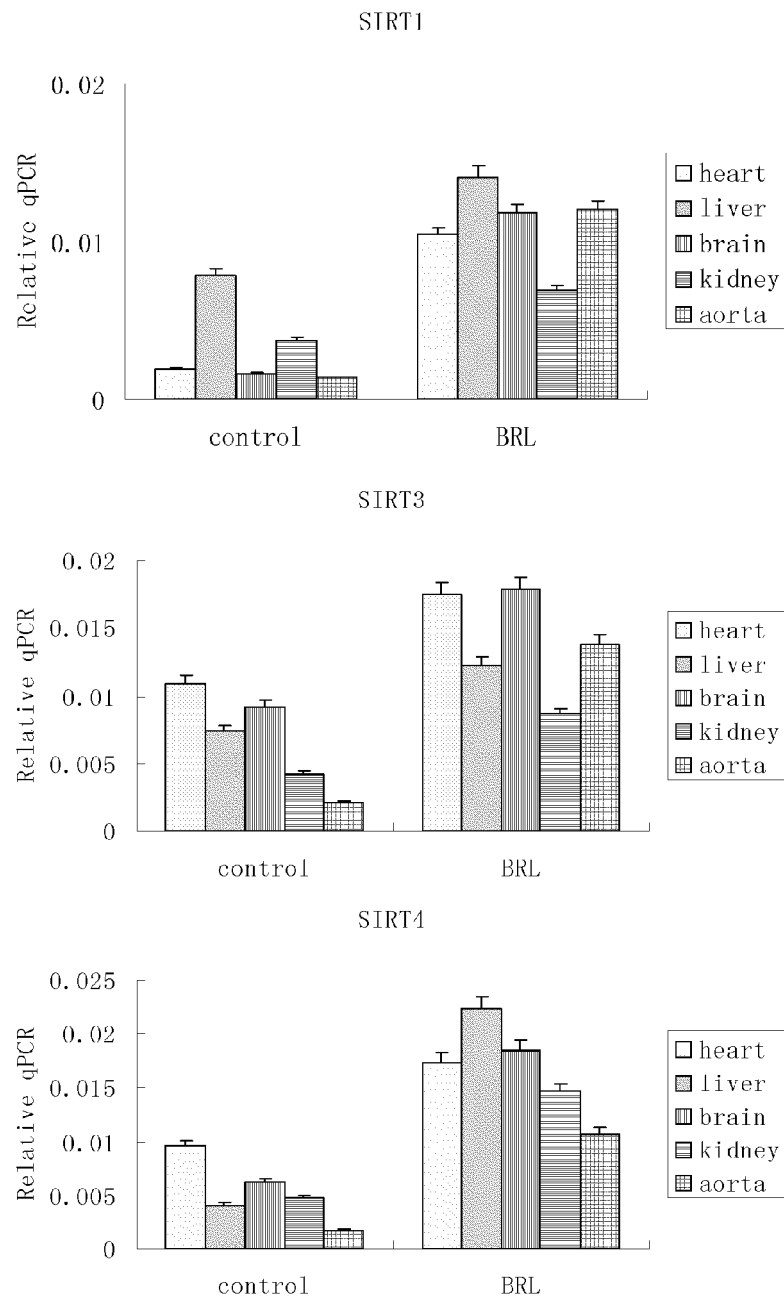 SIRT1
0.02
0.01
0
Relative qPCR
control
BRL
heart
liver
brain
kidney
aorta
SIRT3
0.02
0.015
0.01
0.005
0
Relative qPCR
control
BRL
heart
liver
brain
kidney
aorta
SIRT4
0.025
0.02
0.015
0.01
0.005
0
Relative qPCR
control
BRL
heart
liver
brain
kidney
aorta